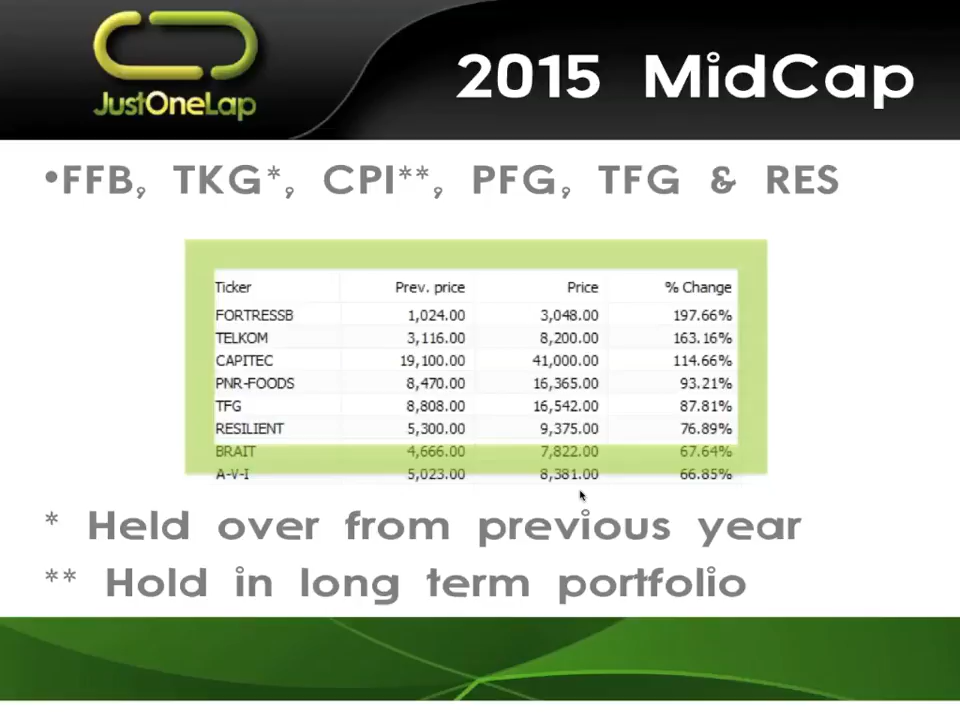 JustOneLap
2015 MidCap
•FFB, TKG*, CPI**, PFG, TFG & RES
Ticker Prev. price Price % Change
FORTRESSB 1,024.00 3,048.00 197.66%
TELKOM 3,116.00 8,200.00 163.16%
CAPITEC 19,100.00 41,000.00 114.66%
PNR-FOODS 8,470.00 16,365.00 93.21%
TFG 8,808.00 16,542.00 87.81%
RESILIENT 5,300.00 9,375.00 76.89%
BRAIT 4,666.00 7,822.00 67.64%
A-V-I 5,023.00 8,381.00 66.85%
* Held over from previous year
** Hold in long term portfolio